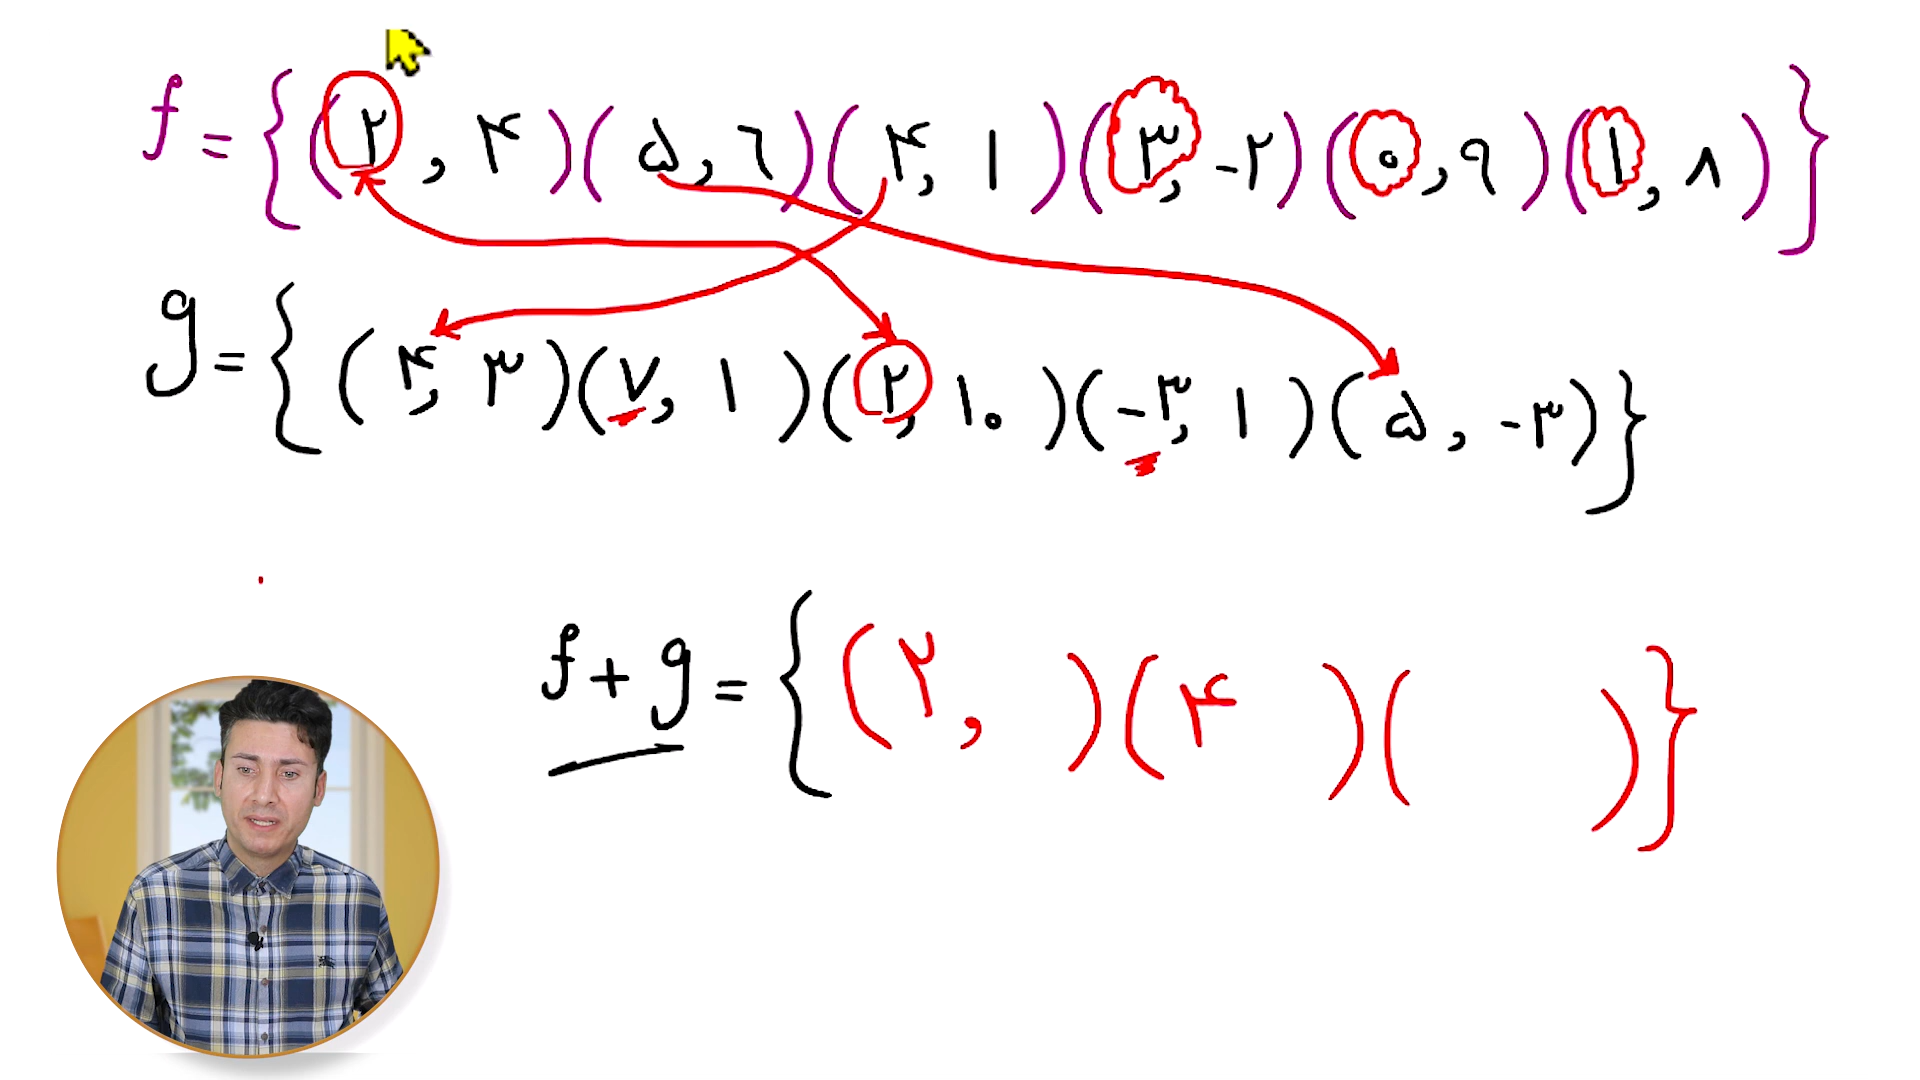 f = {(۲, ۴)(۵, ٦)(۴, ۱)(۳, -۲)(۰, ۹)(۱, ۸)}
g = {(۴, ۳)(۷, ۱)(۲, ۱۰)(-۳, ۱)(۵, -۳)}
f + g = {(۲, )(۴ )( )}